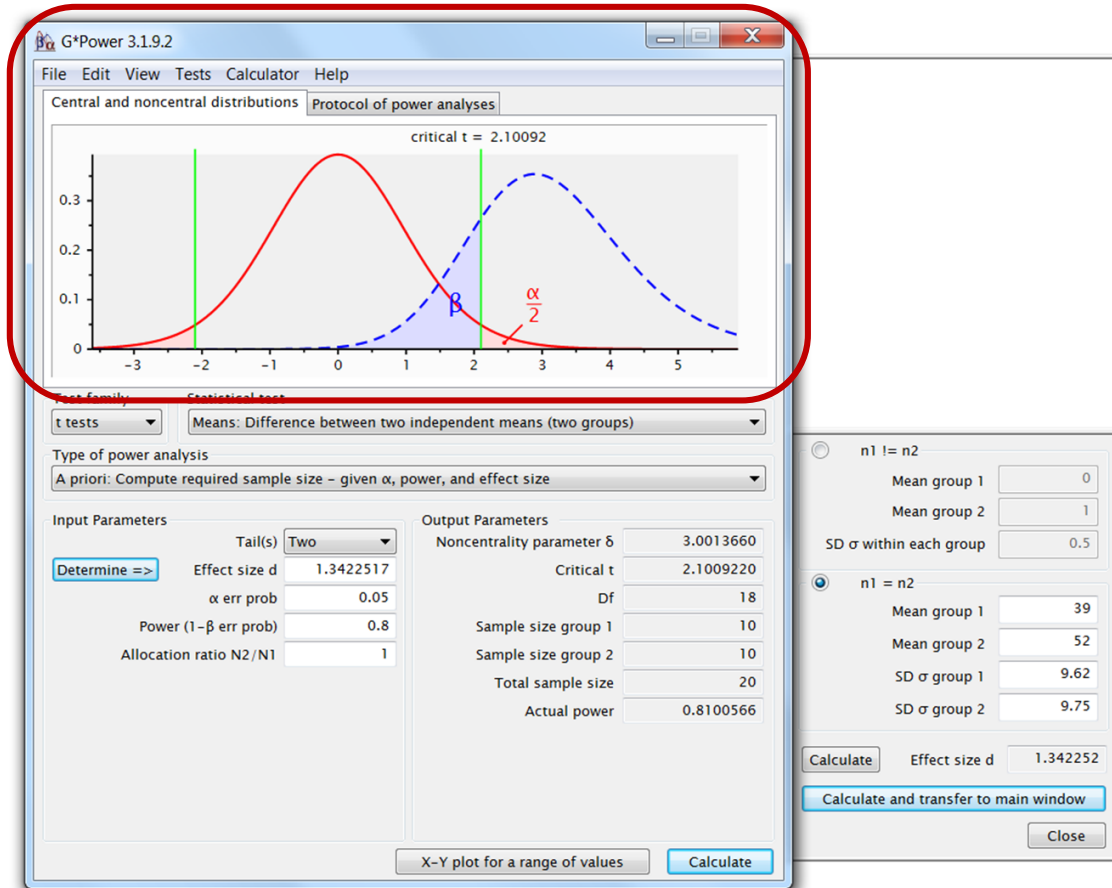 G*Power 3.1.9.2
File Edit View Tests Calculator Help
Central and noncentral distributions Protocol of power analyses
critical t = 2.10092
0.3
0.2
0.1
0
β
α
2
-3 -2 -1 0 1 2 3 4 5
Test family Statistical test
t tests Means: Difference between two independent means (two groups)
Type of power analysis
A priori: Compute required sample size - given α, power, and effect size
Input Parameters
Tail(s) Two
Determine => Effect size d 1.3422517
α err prob 0.05
Power (1-β err prob) 0.8
Allocation ratio N2/N1 1
Output Parameters
Noncentrality parameter δ 3.0013660
Critical t 2.1009220
Df 18
Sample size group 1 10
Sample size group 2 10
Total sample size 20
Actual power 0.8100566
X-Y plot for a range of values Calculate
n1 != n2
Mean group 1 0
Mean group 2 1
SD σ within each group 0.5
n1 = n2
Mean group 1 39
Mean group 2 52
SD σ group 1 9.62
SD σ group 2 9.75
Calculate Effect size d 1.342252
Calculate and transfer to main window
Close